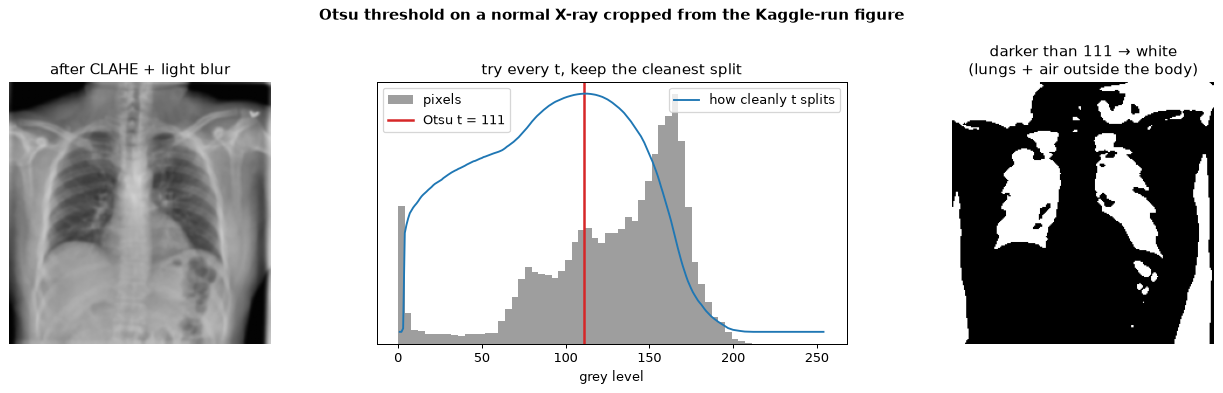 Otsu threshold on a normal X-ray cropped from the Kaggle-run figure
after CLAHE + light blur
try every t, keep the cleanest split
darker than 111 → white
(lungs + air outside the body)
pixels
Otsu t = 111
how cleanly t splits
0 50 100 150 200 250
grey level